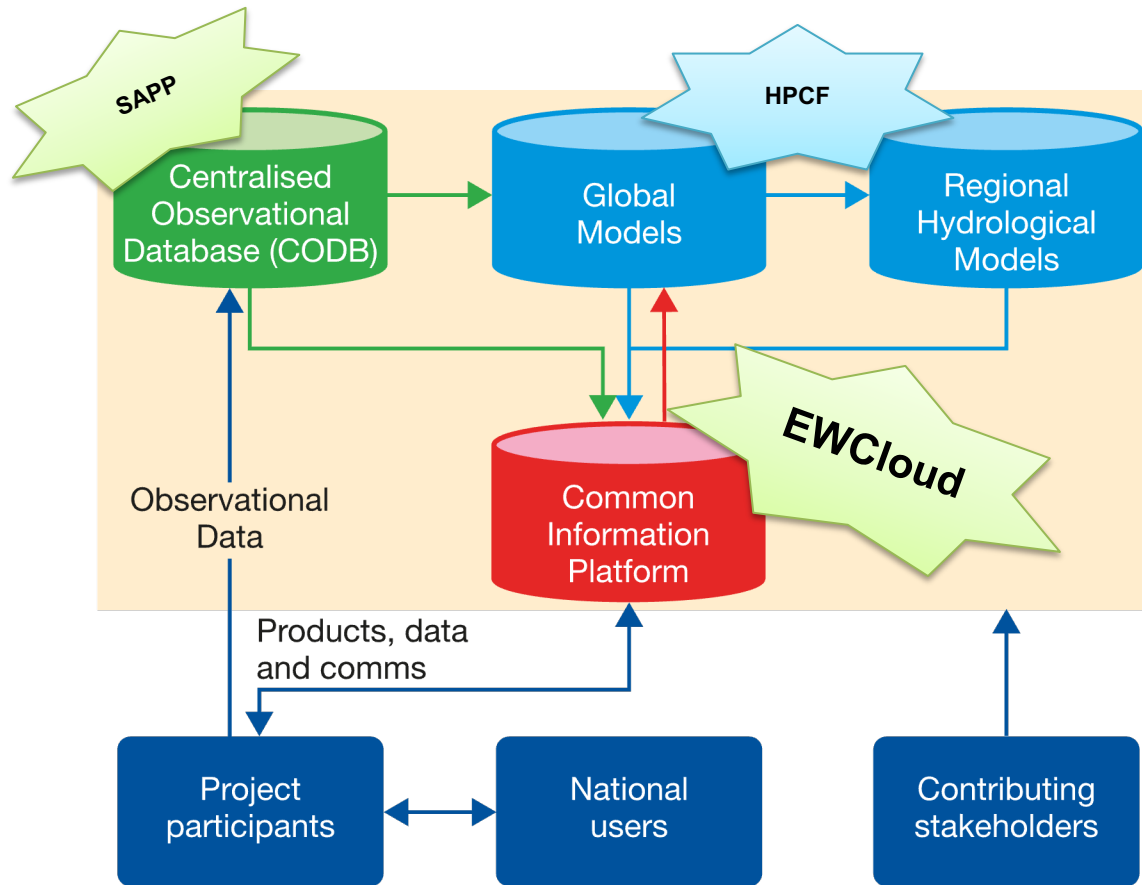 SAPP
HPCF
Centralised
Observational
Database (CODB)
Global
Models
Regional
Hydrological
Models
EWCloud
Common
Information
Platform
Observational
Data
Products, data
and comms
Project
participants
National
users
Contributing
stakeholders